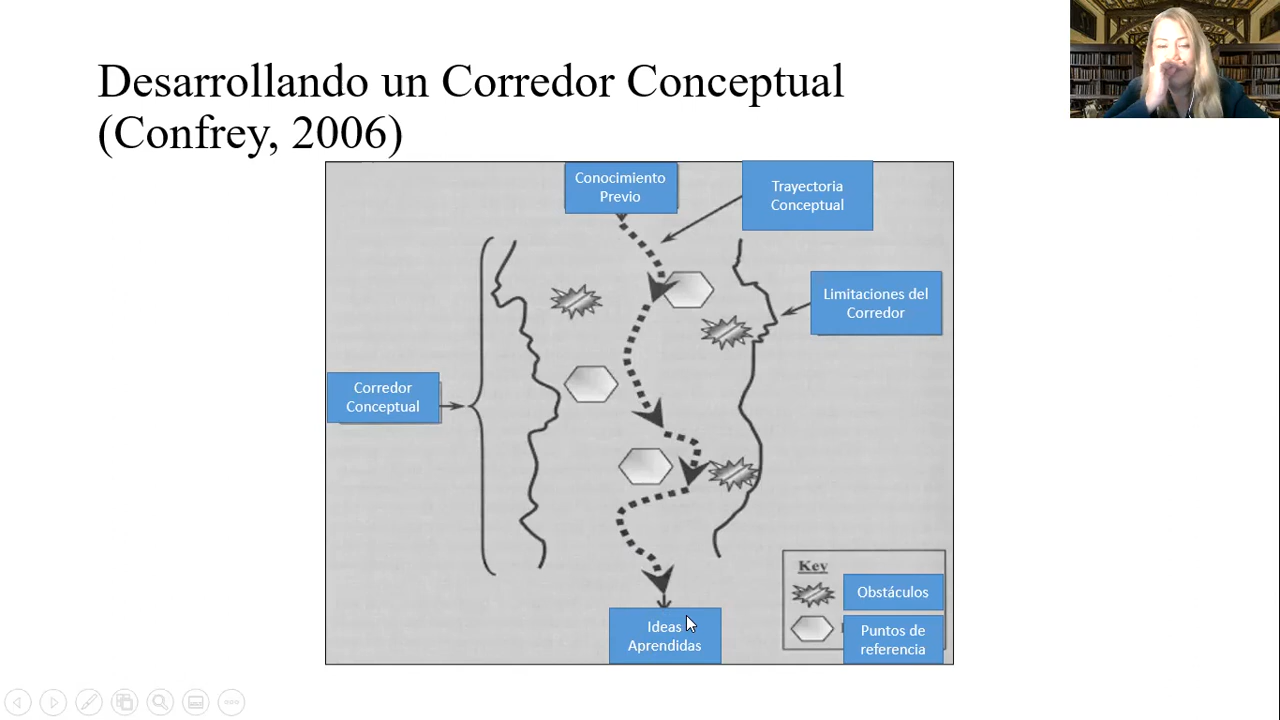 Desarrollando un Corredor Conceptual
(Confrey, 2006)
Conocimiento
Previo
Trayectoria
Conceptual
Limitaciones del
Corredor
Corredor
Conceptual
Key
Obstáculos
Puntos de
referencia
Ideas
Aprendidas